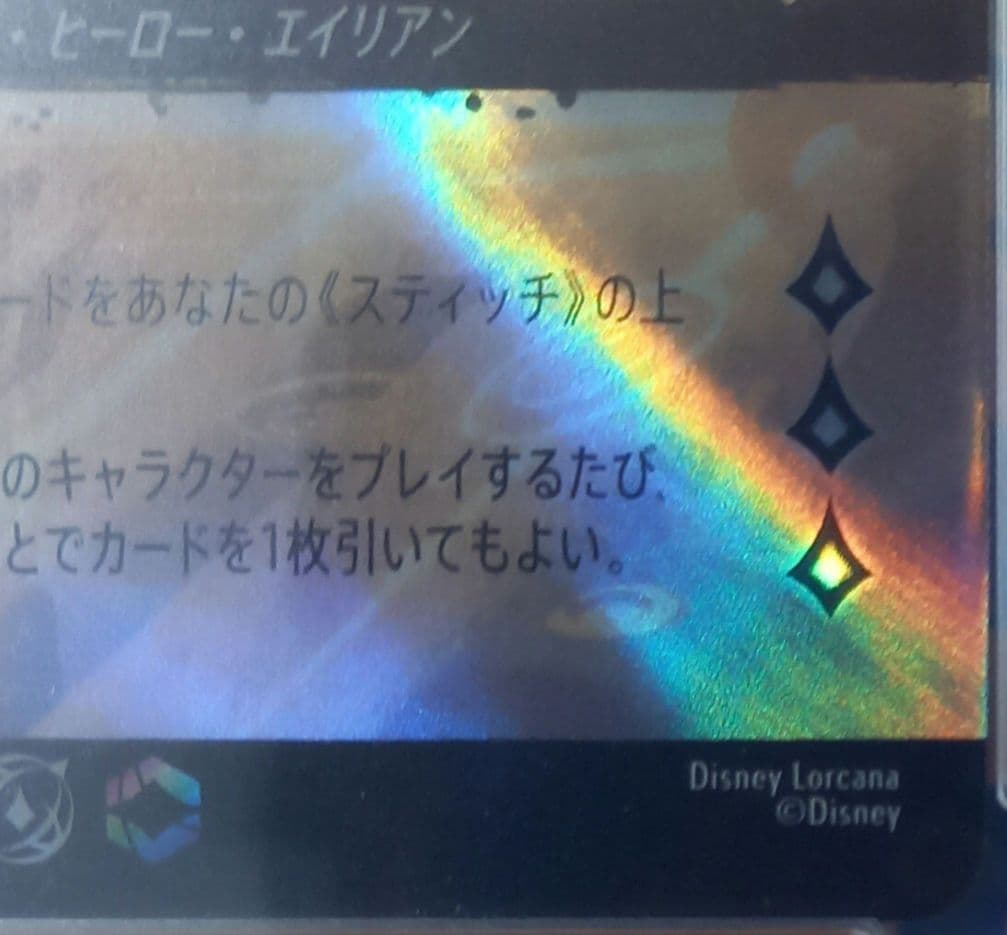 ・ヒーロー・エイリアン
ードをあなたの《スティッチ》の上
のキャラクターをプレイするたび、
とでカードを1枚引いてもよい。
Disney Lorcana
©Disney